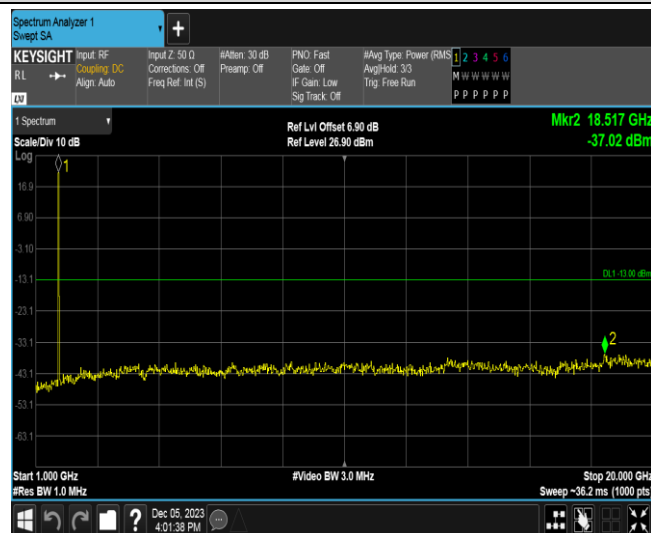 Spectrum Analyzer 1
Swept SA
+
KEYSIGHT
RL
Input: RF
Coupling: DC
Align: Auto
Input Z: 50 Ω
Corrections: Off
Freq Ref: Int (S)
#Atten: 30 dB
Preamp: Off
PNO: Fast
Gate: Off
IF Gain: Low
Sig Track: Off
#Avg Type: Power (RMS
Avg|Hold: 3/3
Trig: Free Run
1 2 3 4 5 6
M W W W W W
P P P P P P
1 Spectrum
Scale/Div 10 dB
Ref Lvl Offset 6.90 dB
Ref Level 26.90 dBm
Mkr2 18.517 GHz
-37.02 dBm
Log
1
16.9
6.90
-3.10
DL1 -13.00 dBm
-13.1
-23.1
-33.1
2
-43.1
-53.1
-63.1
Start 1.000 GHz
#Res BW 1.0 MHz
#Video BW 3.0 MHz
Stop 20.000 GHz
Sweep ~36.2 ms (1000 pts)
?
Dec 05, 2023
4:01:38 PM